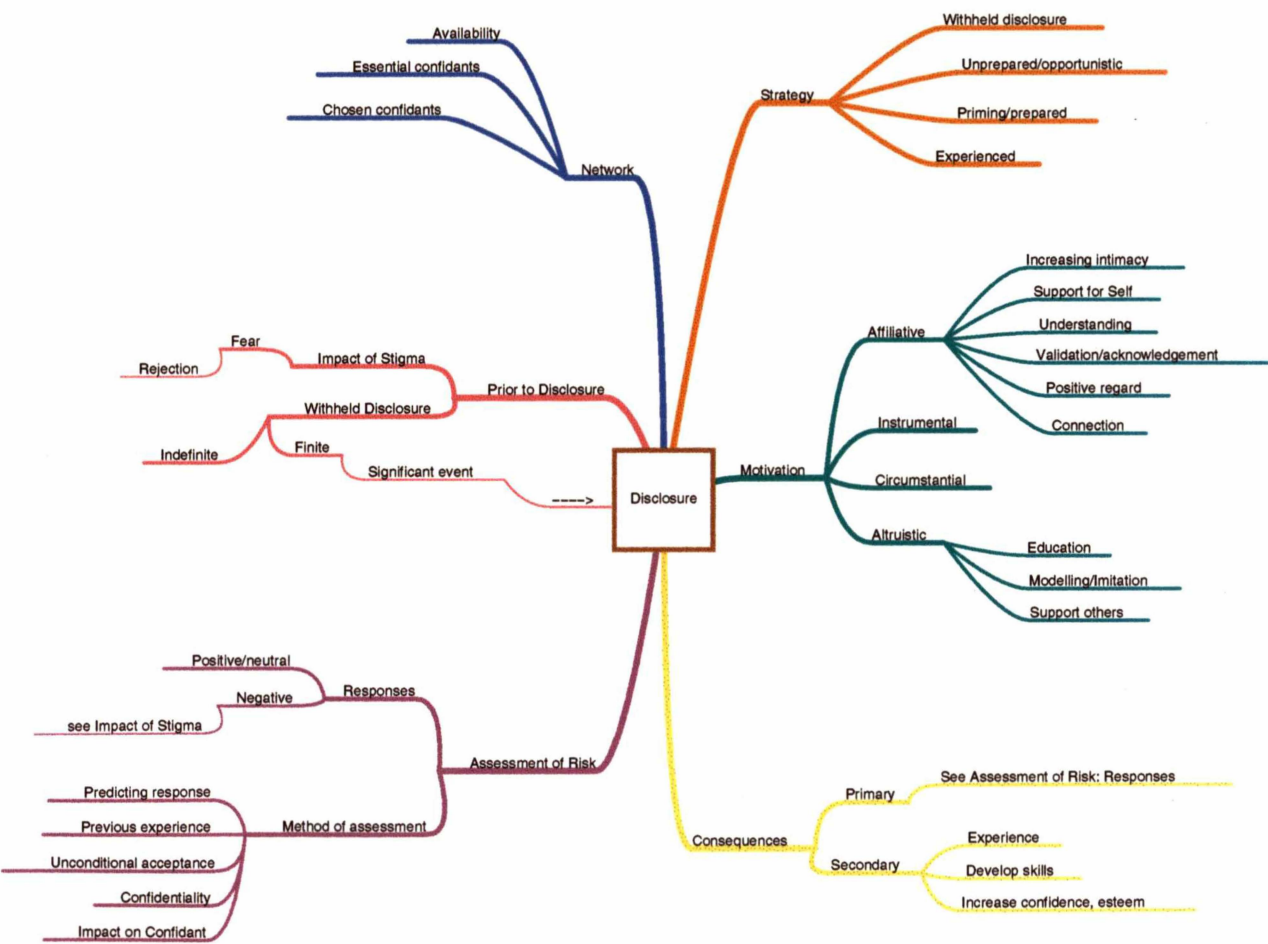 Availability
Essential confidants
Chosen confidants
Network
Withheld disclosure
Unprepared/opportunistic
Strategy
Priming/prepared
Experienced
Increasing intimacy
Support for Self
Affiliative
Understanding
Validation/acknowledgement
Positive regard
Connection
Instrumental
Motivation
Circumstantial
Altruistic
Education
Modelling/Imitation
Support others
Fear
Rejection
Impact of Stigma
Prior to Disclosure
Withheld Disclosure
Indefinite
Finite
Significant event
---->
Disclosure
Positive/neutral
Responses
Negative
see Impact of Stigma
Assessment of Risk
Predicting response
Previous experience
Method of assessment
Unconditional acceptance
Confidentiality
Impact on Confidant
See Assessment of Risk: Responses
Primary
Consequences
Secondary
Experience
Develop skills
Increase confidence, esteem